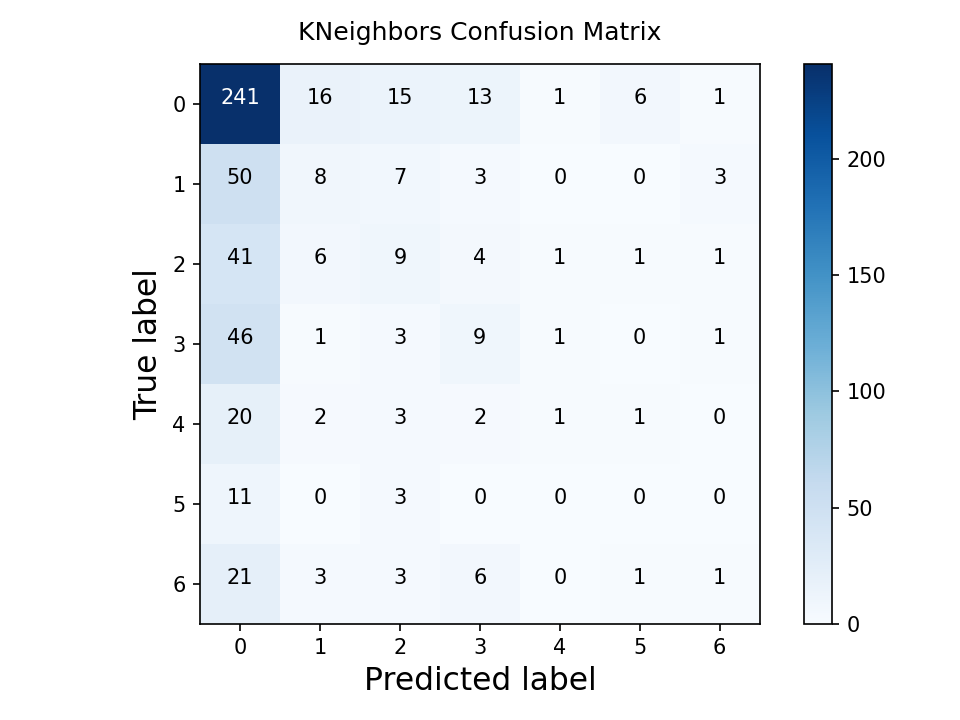 KNeighbors Confusion Matrix
0 241 16 15 13 1 6 1
1 50 8 7 3 0 0 3
2 41 6 9 4 1 1 1
3 46 1 3 9 1 0 1
4 20 2 3 2 1 1 0
5 11 0 3 0 0 0 0
6 21 3 3 6 0 1 1
0 1 2 3 4 5 6
Predicted label
True label
200
150
100
50
0